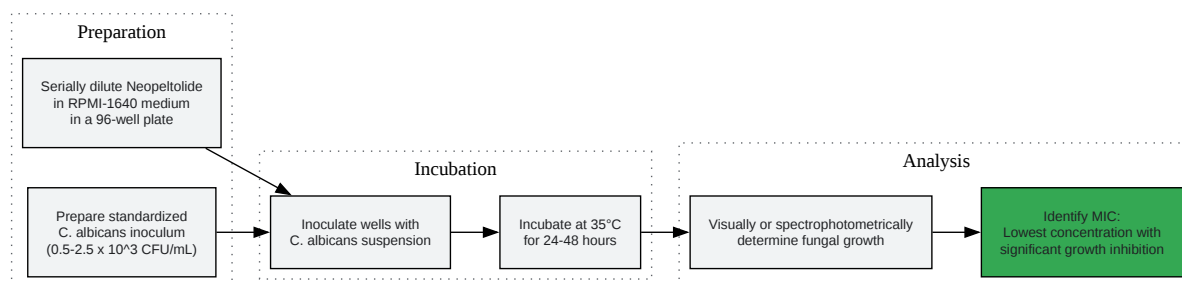 Preparation
Serially dilute Neopeltolide
in RPMI-1640 medium
in a 96-well plate
Prepare standardized
C. albicans inoculum
(0.5-2.5 x 10^3 CFU/mL)
Incubation
Inoculate wells with
C. albicans suspension
Incubate at 35°C
for 24-48 hours
Analysis
Visually or spectrophotometrically
determine fungal growth
Identify MIC:
Lowest concentration with
significant growth inhibition